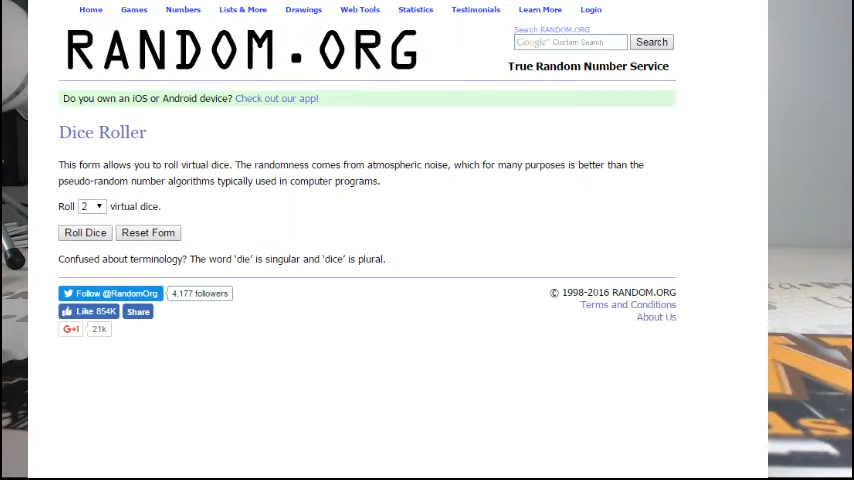 Home Games Numbers Lists & More Drawings Web Tools Statistics Testimonials Learn More Login
RANDOM.ORG
Search RANDOM.ORG
Google™ Custom Search Search
True Random Number Service
Do you own an iOS or Android device? Check out our app!
Dice Roller
This form allows you to roll virtual dice. The randomness comes from atmospheric noise, which for many purposes is better than the
pseudo-random number algorithms typically used in computer programs.
Roll 2 virtual dice.
Roll Dice Reset Form
Confused about terminology? The word 'die' is singular and 'dice' is plural.
Follow @RandomOrg 4,177 followers
Like 854K Share
G+1 21k
© 1998-2016 RANDOM.ORG
Terms and Conditions
About Us